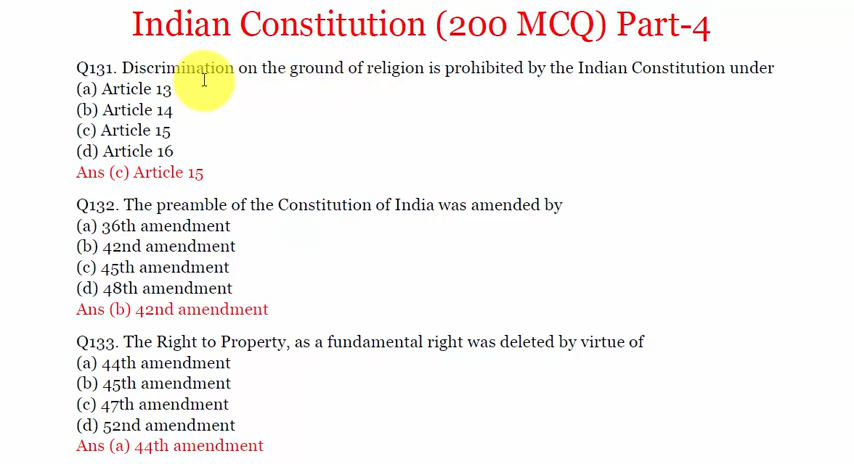 Indian Constitution (200 MCQ) Part-4
Q131. Discrimination on the ground of religion is prohibited by the Indian Constitution under
(a) Article 13
(b) Article 14
(c) Article 15
(d) Article 16
Ans (c) Article 15
Q132. The preamble of the Constitution of India was amended by
(a) 36th amendment
(b) 42nd amendment
(c) 45th amendment
(d) 48th amendment
Ans (b) 42nd amendment
Q133. The Right to Property, as a fundamental right was deleted by virtue of
(a) 44th amendment
(b) 45th amendment
(c) 47th amendment
(d) 52nd amendment
Ans (a) 44th amendment